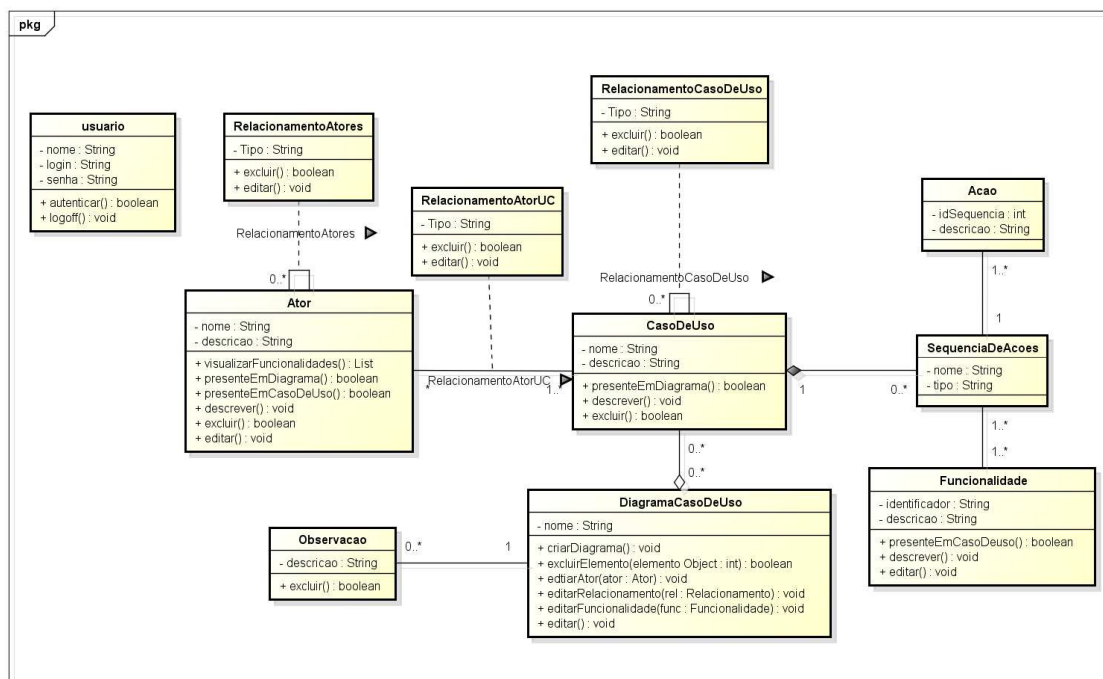 pkg
usuario
- nome : String
- login : String
- senha : String
+ autenticar() : boolean
+ logoff() : void
RelacionamentoAtores
- Tipo : String
+ excluir() : boolean
+ editar() : void
RelacionamentoAtores
0..*
RelacionamentoAtorUC
- Tipo : String
+ excluir() : boolean
+ editar() : void
RelacionamentoCasoDeUso
- Tipo : String
+ excluir() : boolean
+ editar() : void
RelacionamentoCasoDeUso
0..*
Acao
- idSequencia : int
- descricao : String
1..*
1
Ator
- nome : String
- descricao : String
+ visualizarFuncionalidades() : List
+ presenteEmDiagrama() : boolean
+ presenteEmCasoDeUso() : boolean
+ descrever() : void
+ excluir() : boolean
+ editar() : void
RelacionamentoAtorUC
*
1..*
CasoDeUso
- nome : String
- descricao : String
+ presenteEmDiagrama() : boolean
+ descrever() : void
+ excluir() : boolean
1
0..*
SequenciaDeAcoes
- nome : String
- tipo : String
1..*
1..*
0..*
0..*
Funcionalidade
- identificador : String
- descricao : String
+ presenteEmCasoDeuso() : boolean
+ descrever() : void
+ editar() : void
DiagramaCasoDeUso
- nome : String
+ criarDiagrama() : void
+ excluirElemento(elemento Object : int) : boolean
+ edtiarAtor(ator : Ator) : void
+ editarRelacionamento(rel : Relacionamento) : void
+ editarFuncionalidade(func : Funcionalidade) : void
+ editar() : void
Observacao
- descricao : String
+ excluir() : boolean
0..*
1